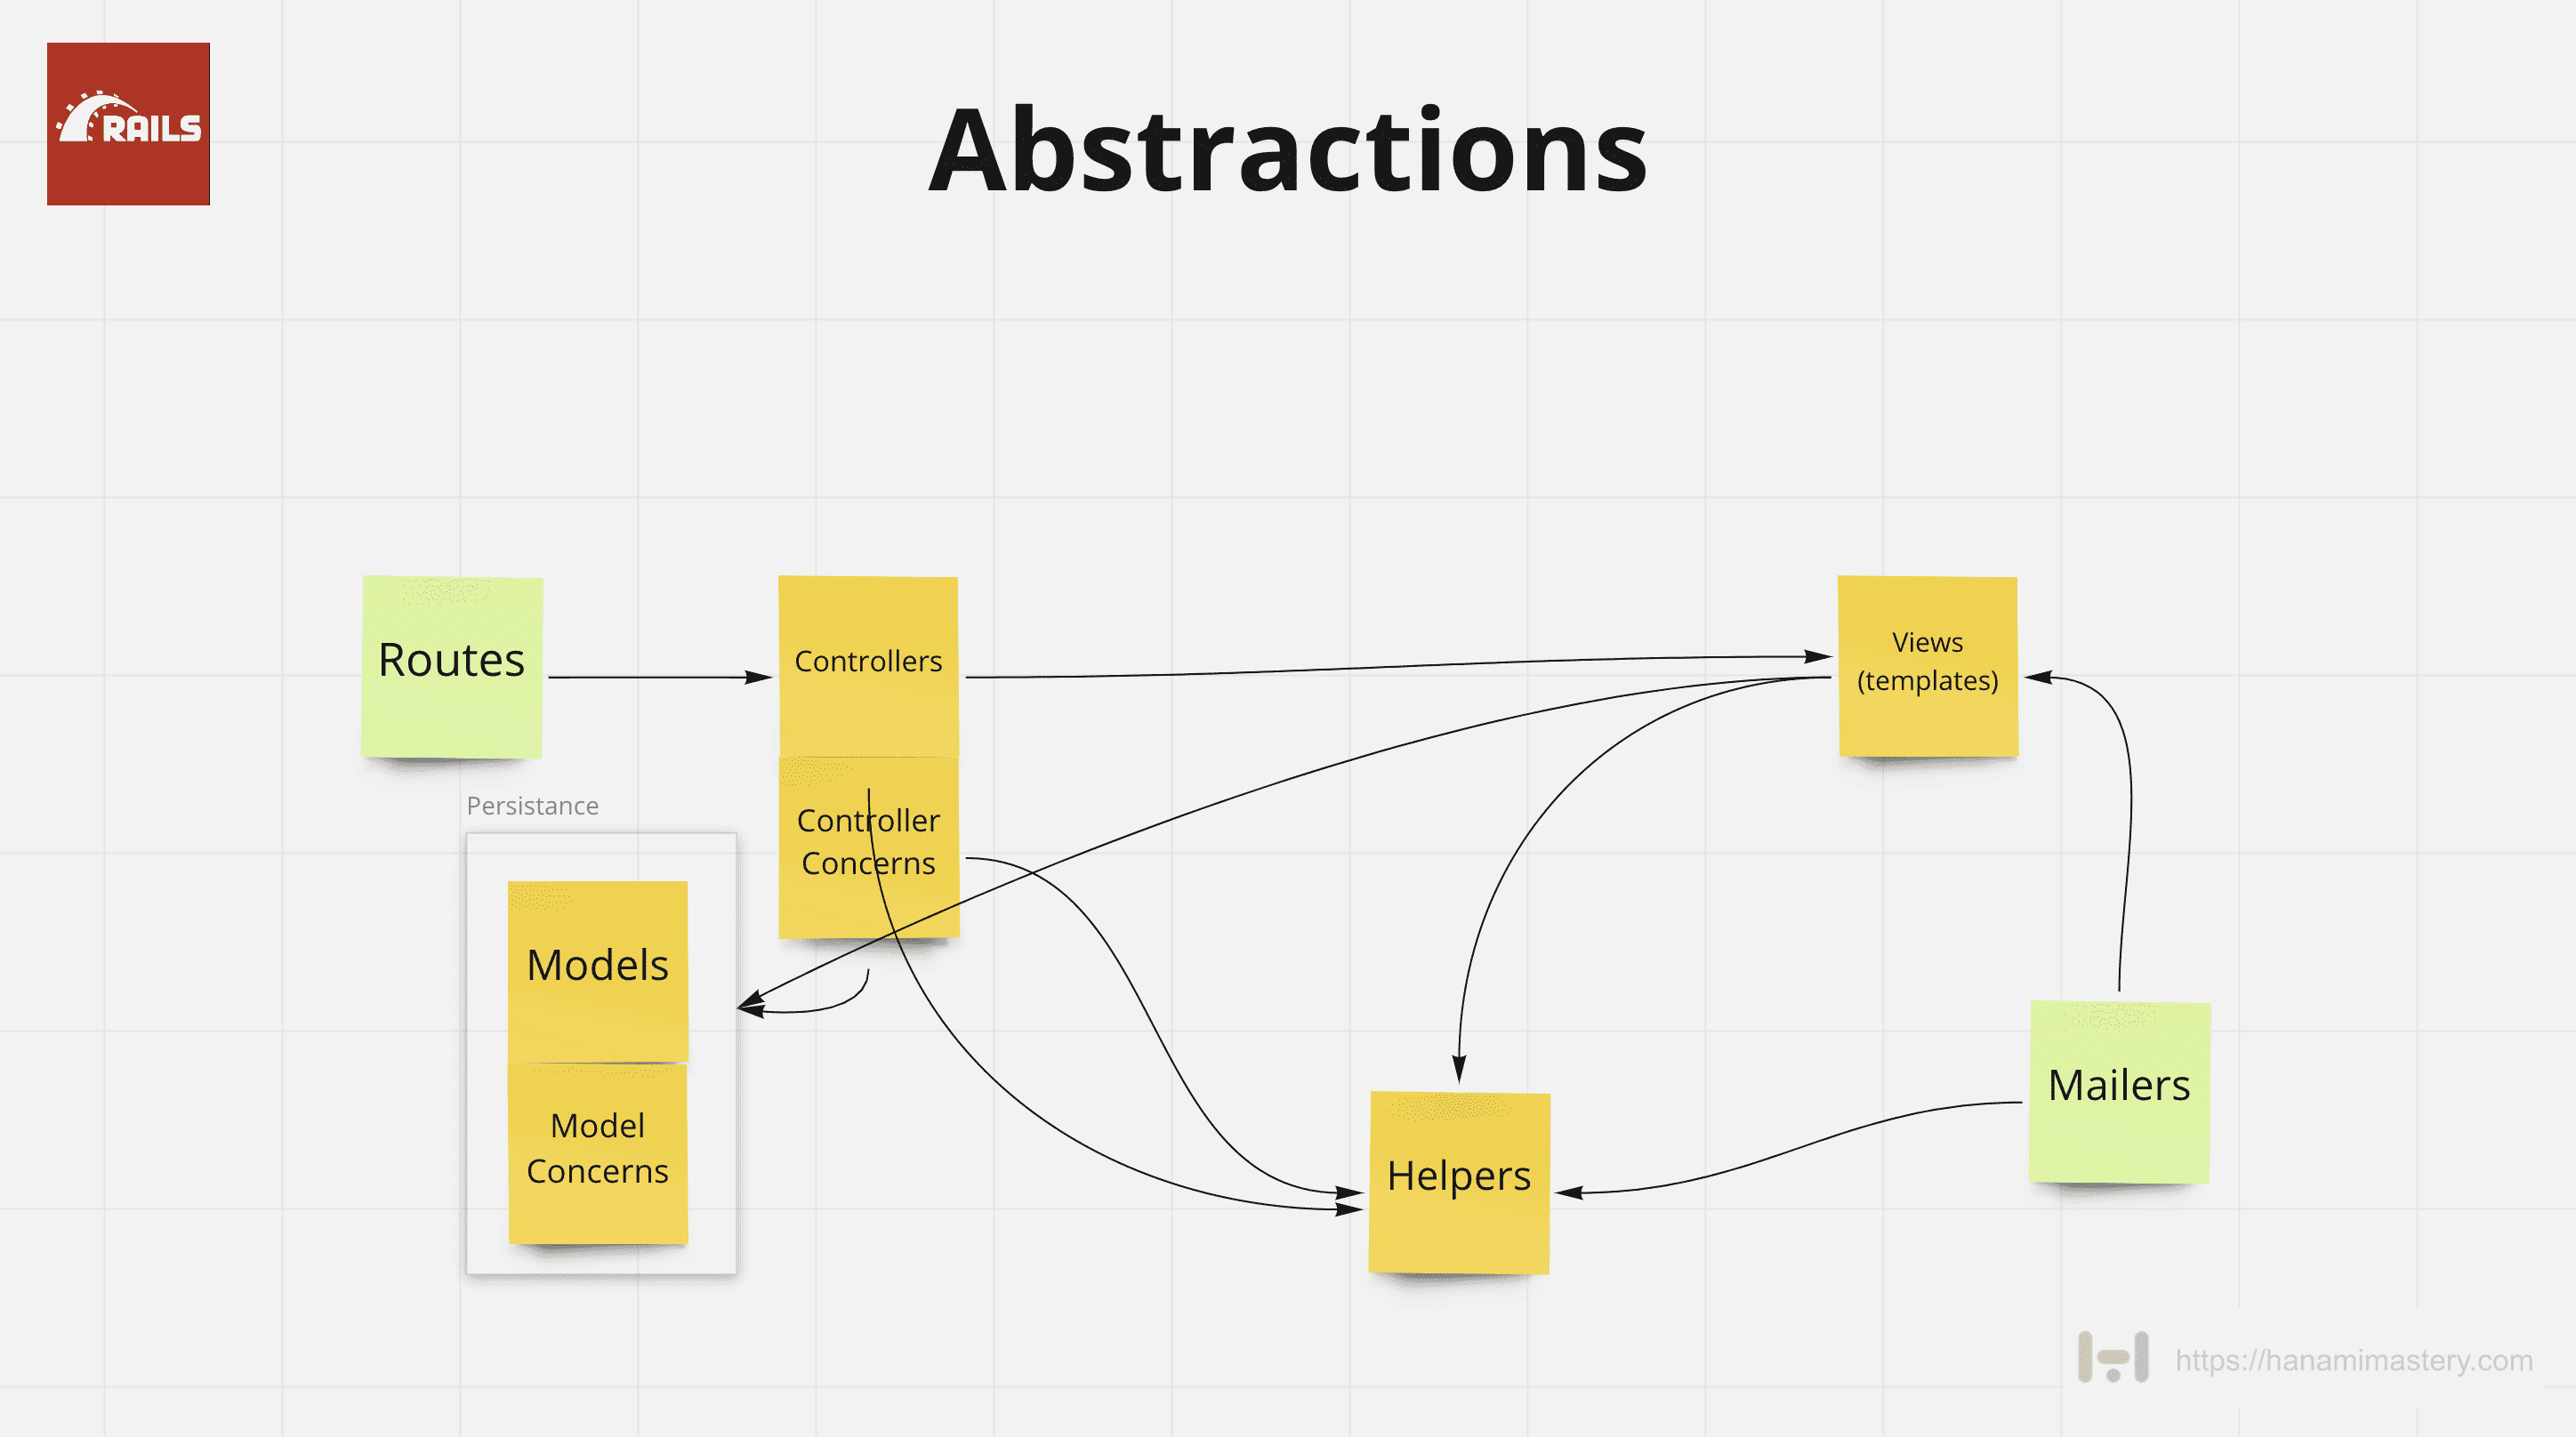 RAILS
Abstractions
Routes
Controllers
Views
(templates)
Persistance
Controller
Concerns
Models
Model
Concerns
Helpers
Mailers
https://hanamimastery.com